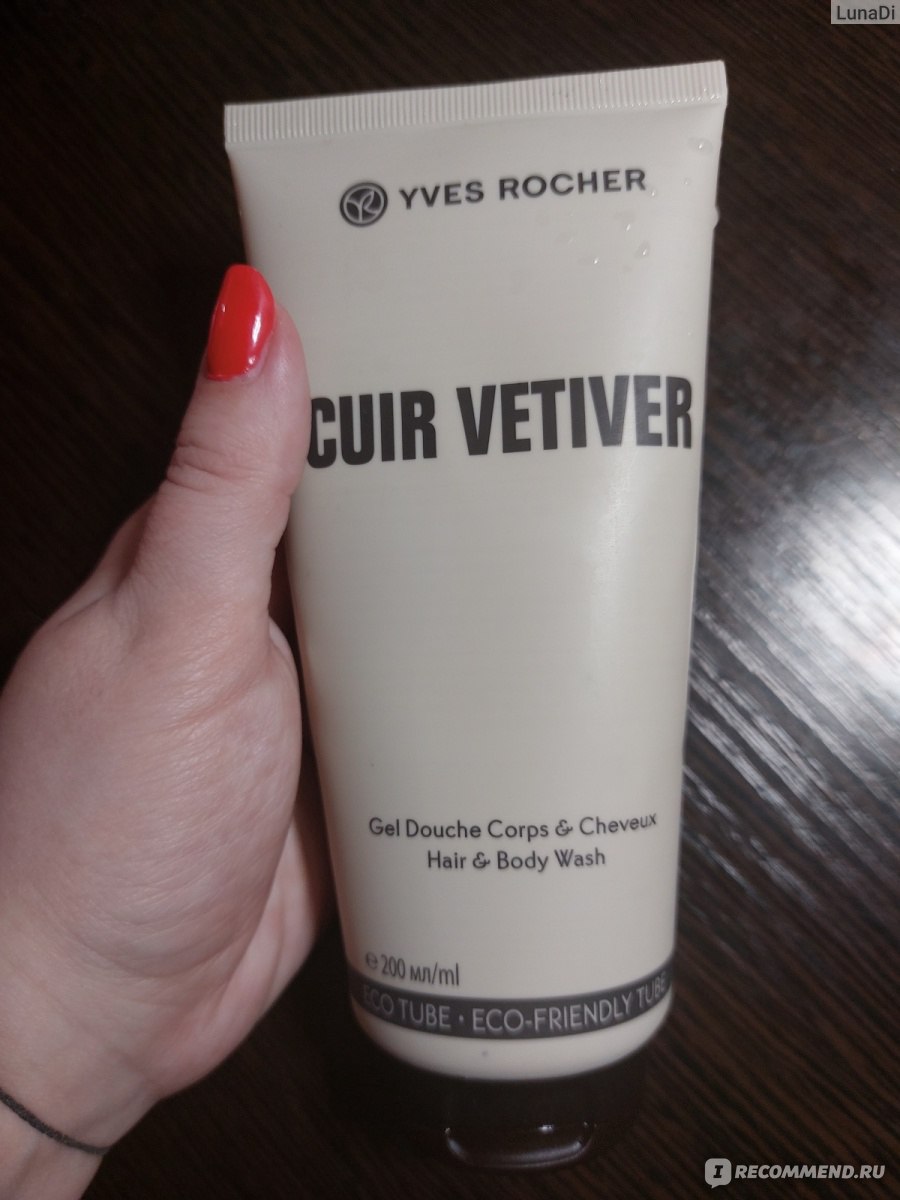 LunaDi
YVES ROCHER
CUIR VETIVER
Gel Douche Corps & Cheveux
Hair & Body Wash
℮ 200 мл/ml
ECO TUBE • ECO-FRIENDLY TUBE
IRECOMMEND.RU